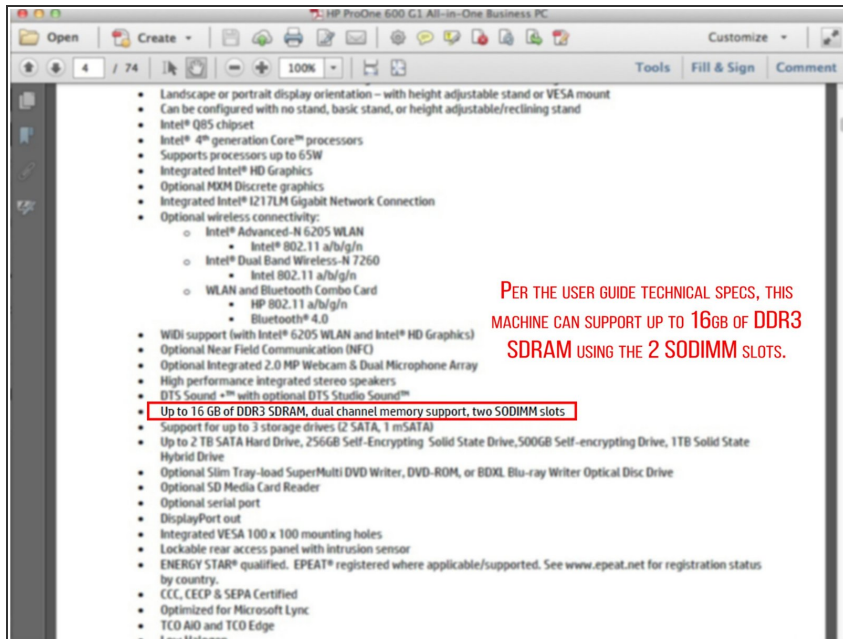 HP ProOne 600 G1 All-in-One Business PC
Open Create Customize
4 / 74 100% Tools Fill & Sign Comment
• Landscape or portrait display orientation – with height adjustable stand or VESA mount
• Can be configured with no stand, basic stand, or height adjustable/reclining stand
• Intel® Q85 chipset
• Intel® 4th generation Core™ processors
• Supports processors up to 65W
• Integrated Intel® HD Graphics
• Optional MXM Discrete graphics
• Integrated Intel® I217LM Gigabit Network Connection
• Optional wireless connectivity:
o Intel® Advanced-N 6205 WLAN
▪ Intel® 802.11 a/b/g/n
o Intel® Dual Band Wireless-N 7260
▪ Intel 802.11 a/b/g/n
o WLAN and Bluetooth Combo Card
▪ HP 802.11 a/b/g/n
▪ Bluetooth® 4.0
• WiDi support (with Intel® 6205 WLAN and Intel® HD Graphics)
• Optional Near Field Communication (NFC)
• Optional Integrated 2.0 MP Webcam & Dual Microphone Array
• High performance integrated stereo speakers
• DTS Sound +™ with optional DTS Studio Sound™
• Up to 16 GB of DDR3 SDRAM, dual channel memory support, two SODIMM slots
• Support for up to 3 storage drives (2 SATA, 1 mSATA)
• Up to 2 TB SATA Hard Drive, 256GB Self-Encrypting Solid State Drive,500GB Self-encrypting Drive, 1TB Solid State
Hybrid Drive
• Optional Slim Tray-load SuperMulti DVD Writer, DVD-ROM, or BDXL Blu-ray Writer Optical Disc Drive
• Optional SD Media Card Reader
• Optional serial port
• DisplayPort out
• Integrated VESA 100 x 100 mounting holes
• Lockable rear access panel with intrusion sensor
• ENERGY STAR® qualified. EPEAT® registered where applicable/supported. See www.epeat.net for registration status
by country.
• CCC, CECP & SEPA Certified
• Optimized for Microsoft Lync
• TCO AiO and TCO Edge
Per the user guide technical specs, this
machine can support up to 16gb of DDR3
SDRAM using the 2 SODIMM slots.